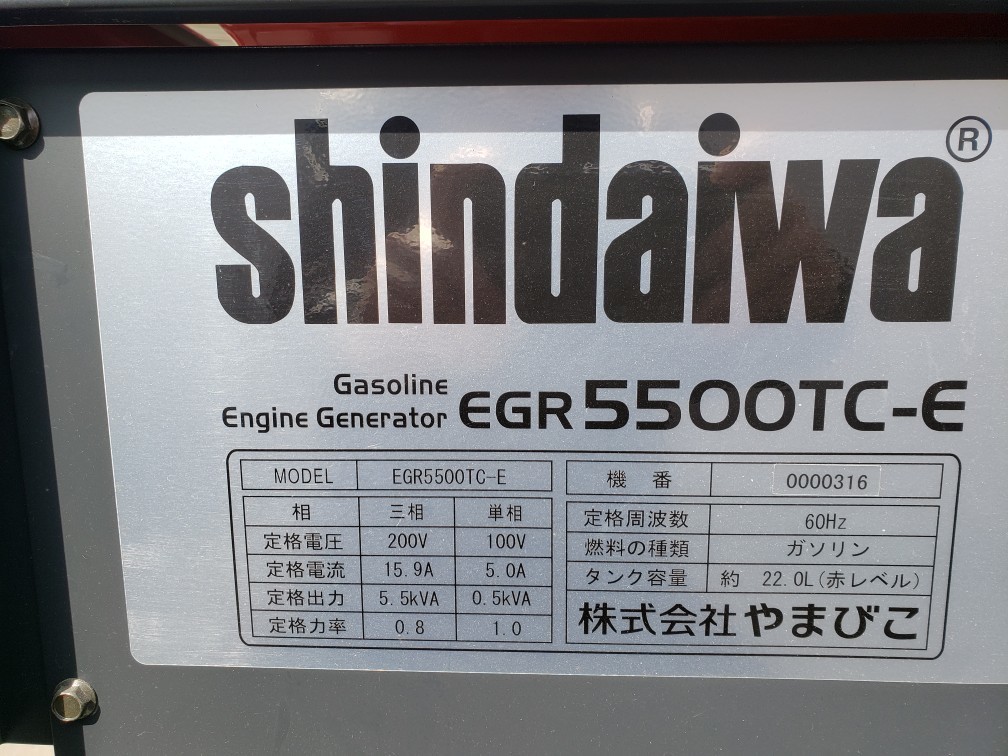 shindaiwa®
Gasoline
Engine Generator EGR5500TC-E
MODEL EGR5500TC-E
相 三相 単相
定格電圧 200V 100V
定格電流 15.9A 5.0A
定格出力 5.5kVA 0.5kVA
定格力率 0.8 1.0
機番 0000316
定格周波数 60Hz
燃料の種類 ガソリン
タンク容量 約 22.0L(赤レベル)
株式会社やまびこ